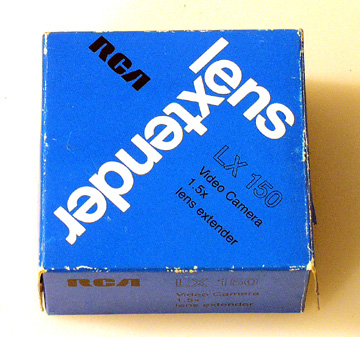 RCA
lens
extender
LX 150
Video Camera
1.5x
lens extender
RCA LX 150
Video Camera
1.5x
lens extender